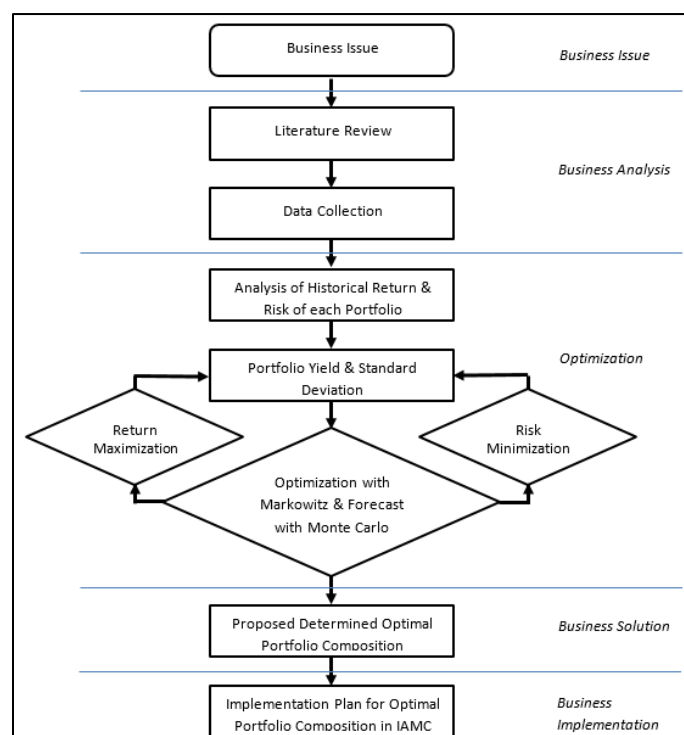 Business Issue
Business Issue
Literature Review
Business Analysis
Data Collection
Analysis of Historical Return &
Risk of each Portfolio
Optimization
Portfolio Yield & Standard
Deviation
Return
Maximization
Risk
Minimization
Optimization with
Markowitz & Forecast
with Monte Carlo
Proposed Determined Optimal
Portfolio Composition
Business Solution
Implementation Plan for Optimal
Portfolio Composition in IAMC
Business
Implementation